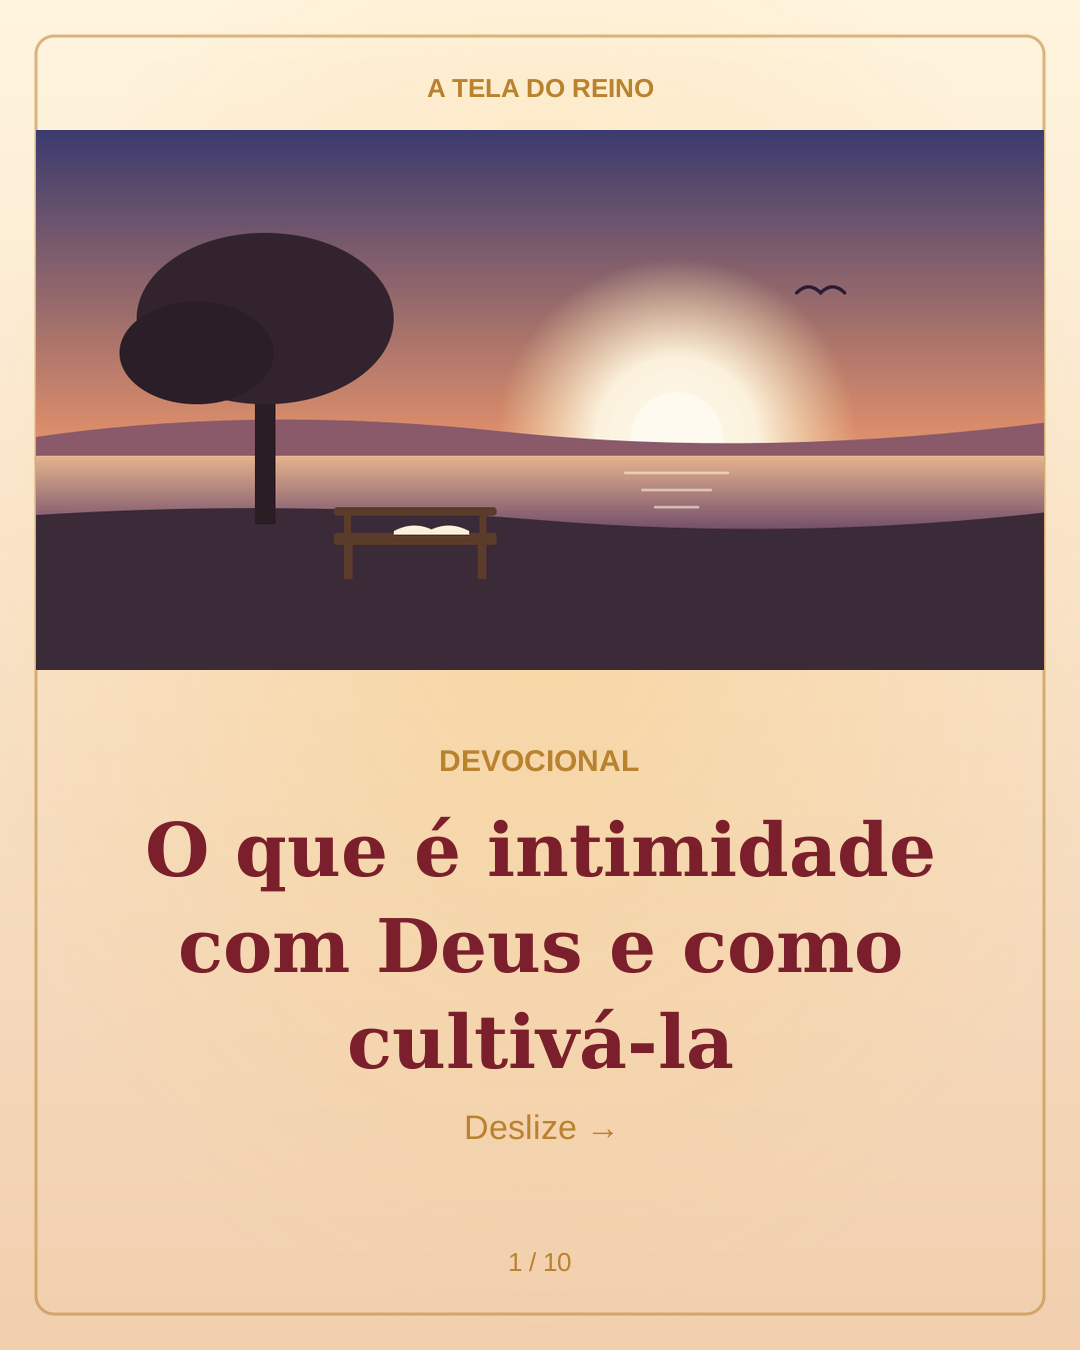 A TELA DO REINO
DEVOCIONAL
O que é intimidade
com Deus e como
cultivá-la
Deslize →
1 / 10